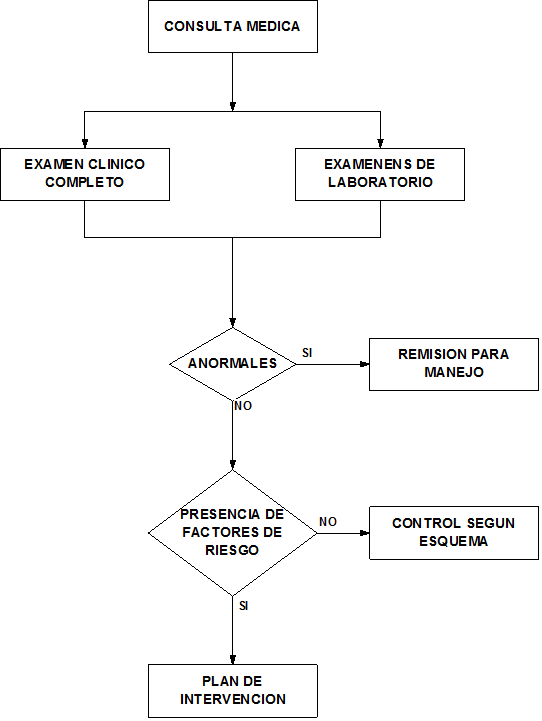 CONSULTA MEDICA
EXAMEN CLINICO
COMPLETO
EXAMENENS DE
LABORATORIO
ANORMALES
SI
REMISION PARA
MANEJO
NO
PRESENCIA DE
FACTORES DE
RIESGO
NO
CONTROL SEGUN
ESQUEMA
SI
PLAN DE
INTERVENCION